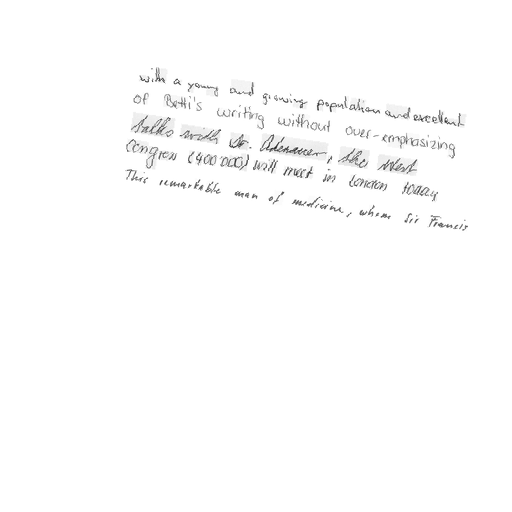 with a young and growing population and excellent
of Betti's writing without over-emphasizing
talks with Dr. Adenauer, the West
Congress (400,000) will meet in London today
This remarkable man of medicine, whom Sir Francis